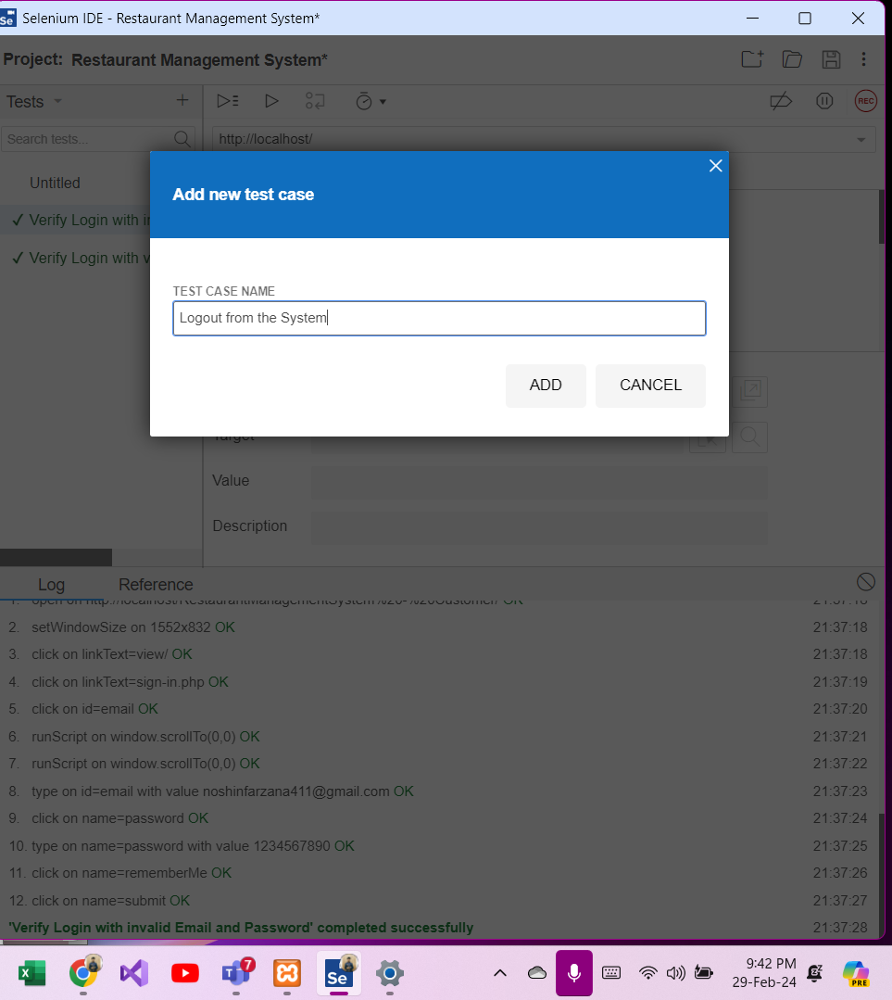 Selenium IDE - Restaurant Management System*
Project: Restaurant Management System*
Tests
REC
Search tests...
http://localhost/
Untitled
Add new test case
✓ Verify Login with in
✓ Verify Login with v
TEST CASE NAME
Logout from the System
ADD
CANCEL
Target
Value
Description
Log
Reference
1. open on http://localhost/RestaurantManagementSystem%20-%20Customer/ OK
2. setWindowSize on 1552x832 OK 21:37:18
3. click on linkText=view/ OK 21:37:18
4. click on linkText=sign-in.php OK 21:37:19
5. click on id=email OK 21:37:20
6. runScript on window.scrollTo(0,0) OK 21:37:21
7. runScript on window.scrollTo(0,0) OK 21:37:22
8. type on id=email with value noshinfarzana411@gmail.com OK 21:37:23
9. click on name=password OK 21:37:24
10. type on name=password with value 1234567890 OK 21:37:25
11. click on name=rememberMe OK 21:37:26
12. click on name=submit OK 21:37:27
'Verify Login with invalid Email and Password' completed successfully 21:37:28
7
Se
9:42 PM
29-Feb-24
PRE